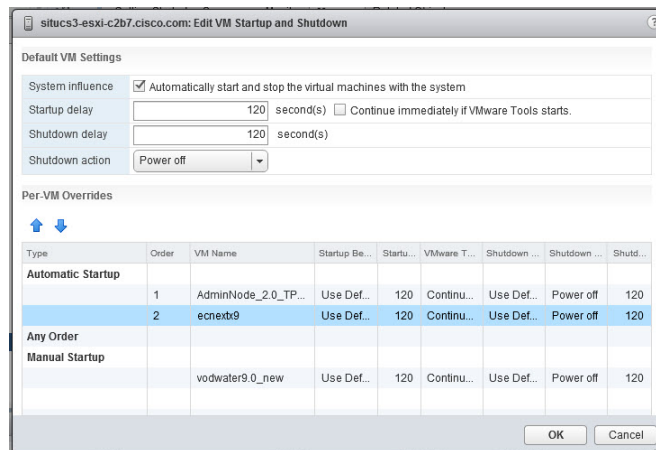 situcs3-esxi-c2b7.cisco.com: Edit VM Startup and Shutdown ?
Default VM Settings
System influence Automatically start and stop the virtual machines with the system
Startup delay 120 second(s) Continue immediately if VMware Tools starts.
Shutdown delay 120 second(s)
Shutdown action Power off
Per-VM Overrides
Type Order VM Name Startup Be... Startu... VMware T... Shutdown ... Shutdown ... Shutd...
Automatic Startup
1 AdminNode_2.0_TP... Use Def... 120 Continu... Use Def... Power off 120
2 ecnextx9 Use Def... 120 Continu... Use Def... Power off 120
Any Order
Manual Startup
vodwater9.0_new Use Def... 120 Continu... Use Def... Power off 120
OK Cancel